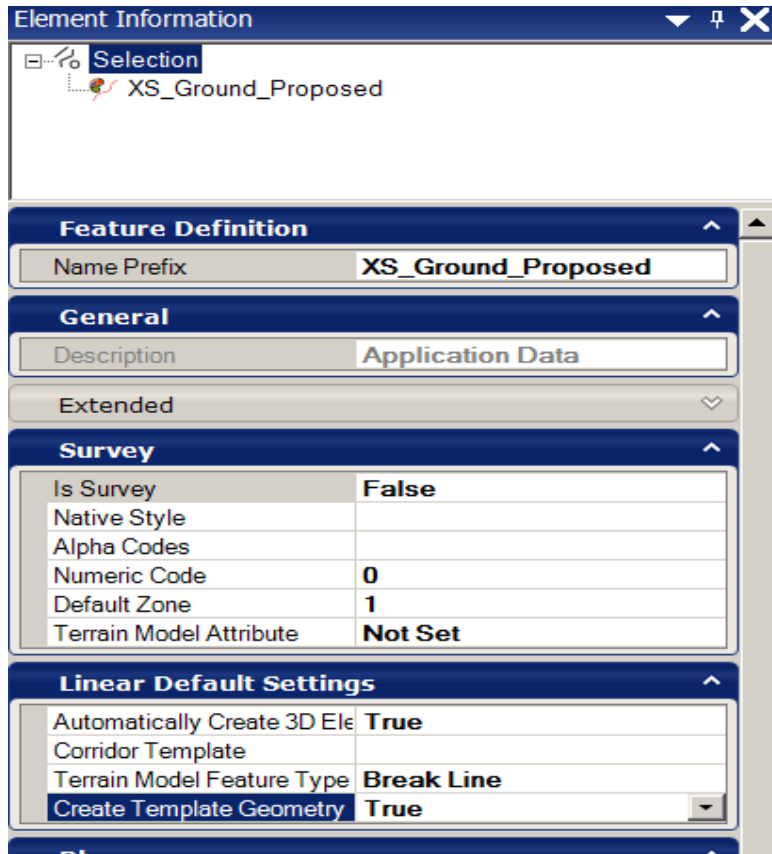 Element Information
Selection
XS_Ground_Proposed
Feature Definition
Name Prefix XS_Ground_Proposed
General
Description Application Data
Extended
Survey
Is Survey False
Native Style
Alpha Codes
Numeric Code 0
Default Zone 1
Terrain Model Attribute Not Set
Linear Default Settings
Automatically Create 3D Ele True
Corridor Template
Terrain Model Feature Type Break Line
Create Template Geometry True